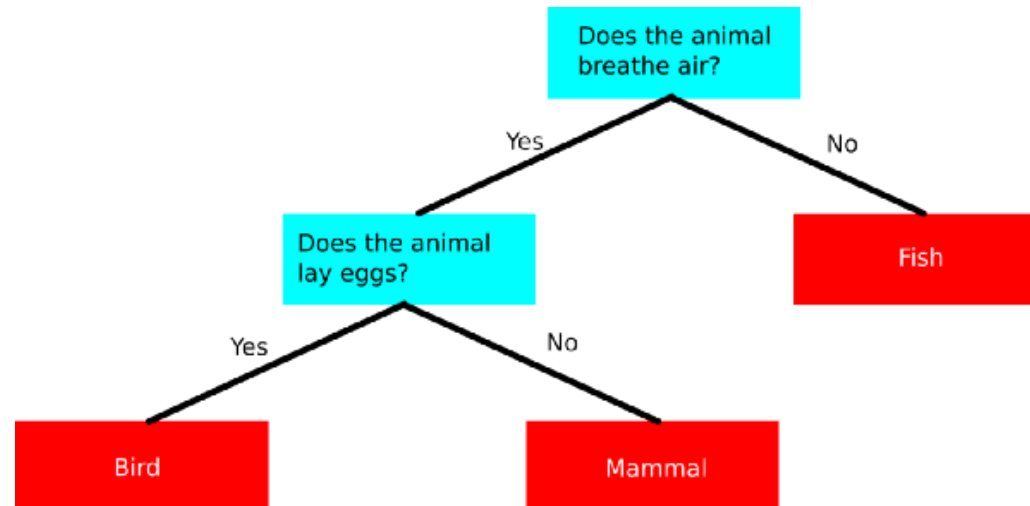 Does the animal
breathe air?
Yes
No
Does the animal
lay eggs?
Fish
Yes
No
Bird
Mammal